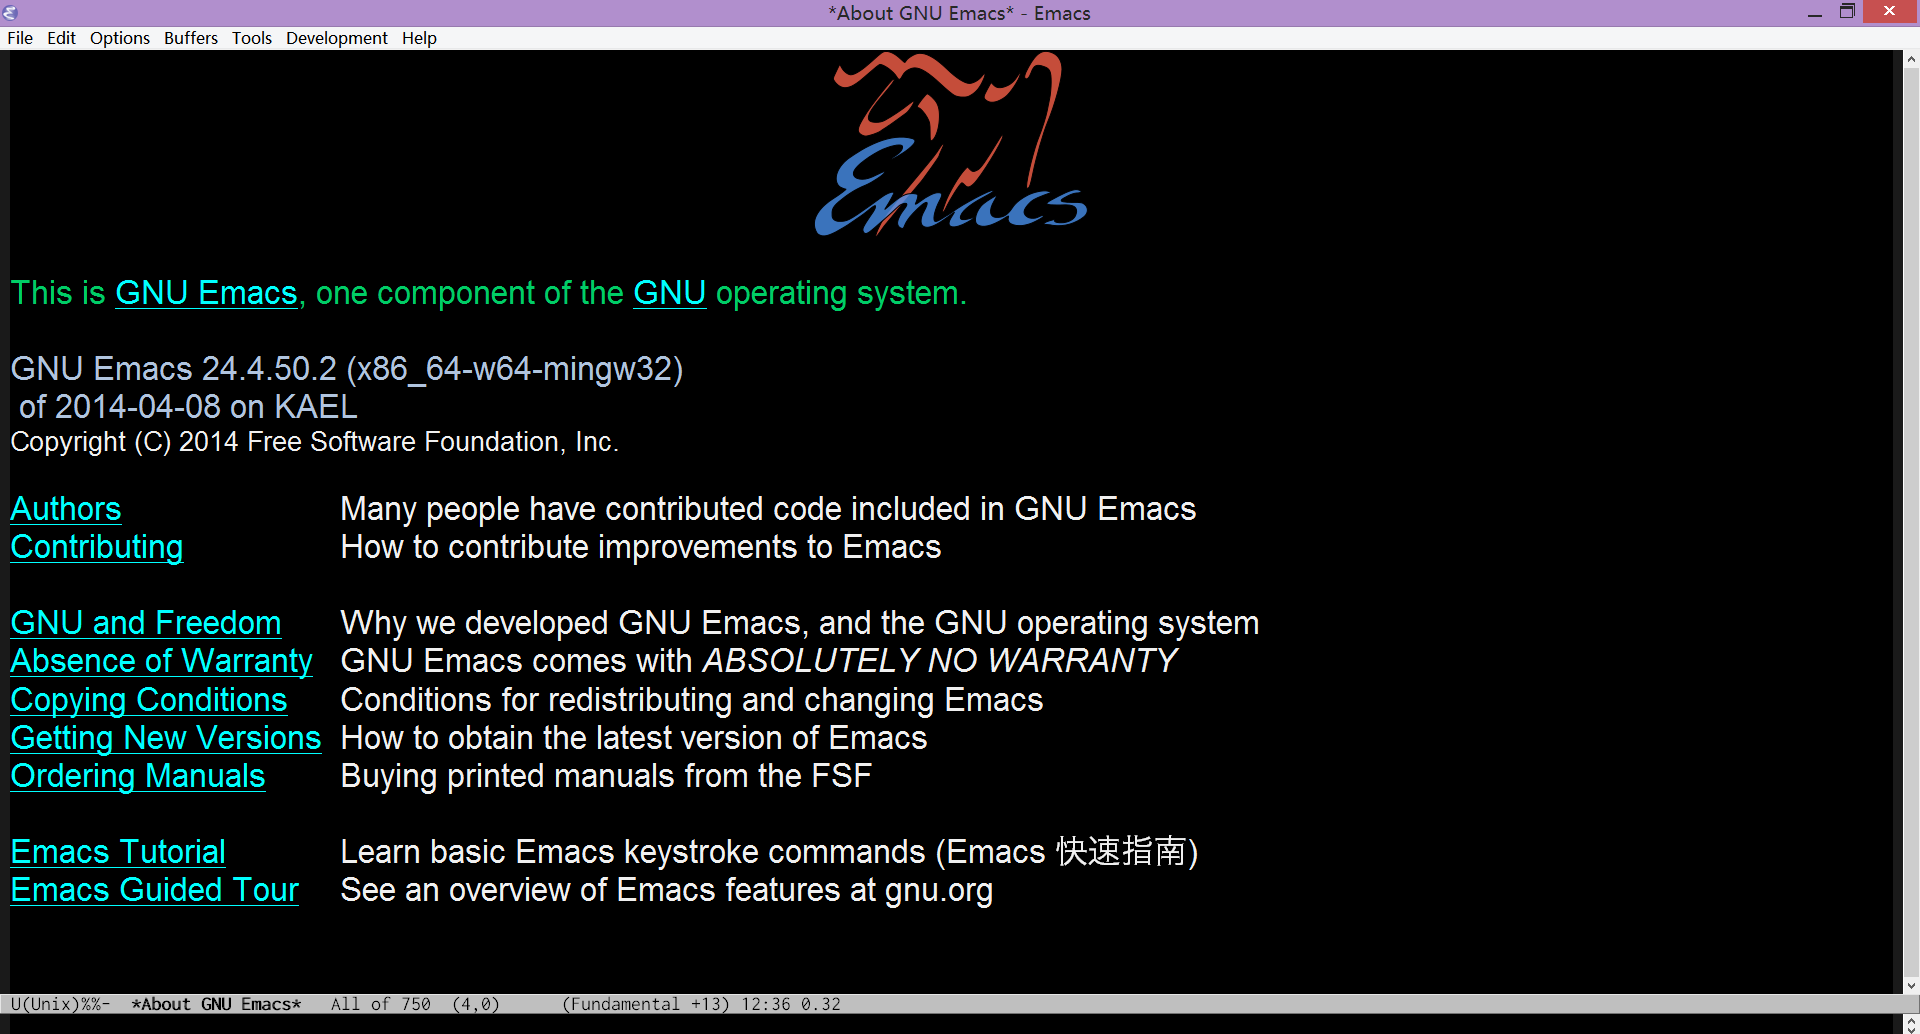 *About GNU Emacs* - Emacs
File Edit Options Buffers Tools Development Help
Emacs
This is GNU Emacs, one component of the GNU operating system.
GNU Emacs 24.4.50.2 (x86_64-w64-mingw32)
of 2014-04-08 on KAEL
Copyright (C) 2014 Free Software Foundation, Inc.
Authors Many people have contributed code included in GNU Emacs
Contributing How to contribute improvements to Emacs
GNU and Freedom Why we developed GNU Emacs, and the GNU operating system
Absence of Warranty GNU Emacs comes with ABSOLUTELY NO WARRANTY
Copying Conditions Conditions for redistributing and changing Emacs
Getting New Versions How to obtain the latest version of Emacs
Ordering Manuals Buying printed manuals from the FSF
Emacs Tutorial Learn basic Emacs keystroke commands (Emacs 快速指南)
Emacs Guided Tour See an overview of Emacs features at gnu.org
U(Unix)%%- *About GNU Emacs* All of 750 (4,0) (Fundamental +13) 12:36 0.32